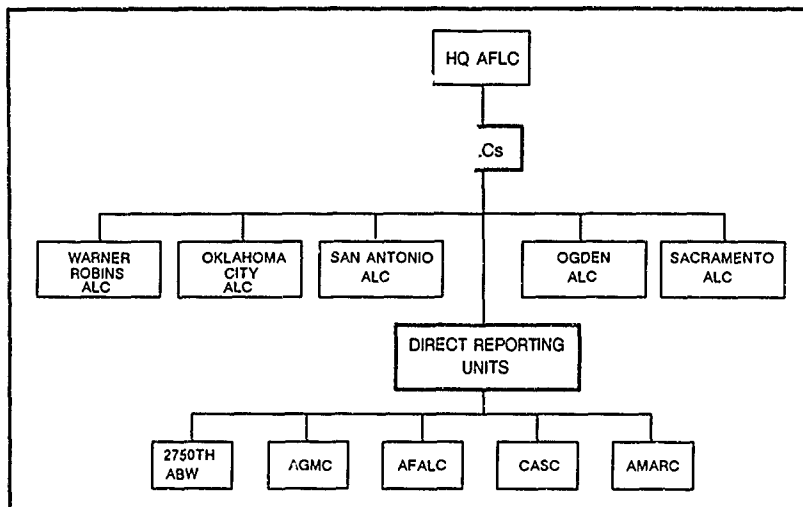 HQ AFLC
.Cs
WARNER
ROBINS
ALC
OKLAHOMA
CITY
ALC
SAN ANTONIO
ALC
OGDEN
ALC
SACRAMENTO
ALC
DIRECT REPORTING
UNITS
2750TH
ABW
AGMC
AFALC
CASC
AMARC